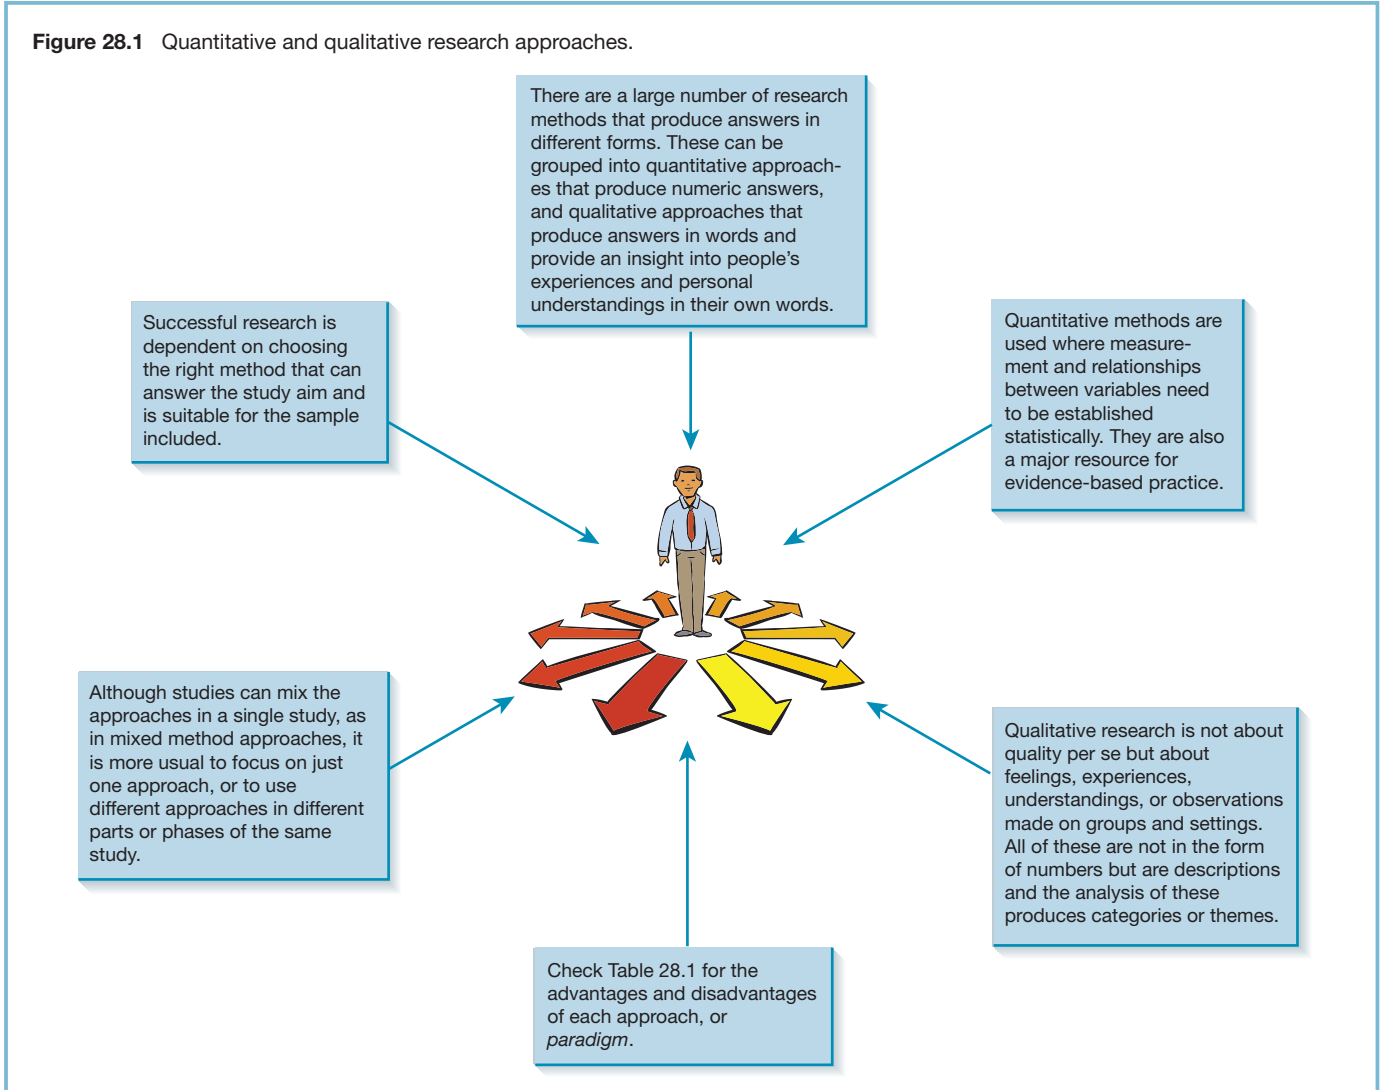 Figure 28.1 Quantitative and qualitative research approaches.
There are a large number of research
methods that produce answers in
different forms. These can be
grouped into quantitative approach-
es that produce numeric answers,
and qualitative approaches that
produce answers in words and
provide an insight into people’s
experiences and personal
understandings in their own words.
Successful research is
dependent on choosing
the right method that can
answer the study aim and
is suitable for the sample
included.
Quantitative methods are
used where measure-
ment and relationships
between variables need
to be established
statistically. They are also
a major resource for
evidence-based practice.
Although studies can mix the
approaches in a single study, as
in mixed method approaches, it
is more usual to focus on just
one approach, or to use
different approaches in different
parts or phases of the same
study.
Qualitative research is not about
quality per se but about
feelings, experiences,
understandings, or observations
made on groups and settings.
All of these are not in the form
of numbers but are descriptions
and the analysis of these
produces categories or themes.
Check Table 28.1 for the
advantages and disadvantages
of each approach, or
paradigm.